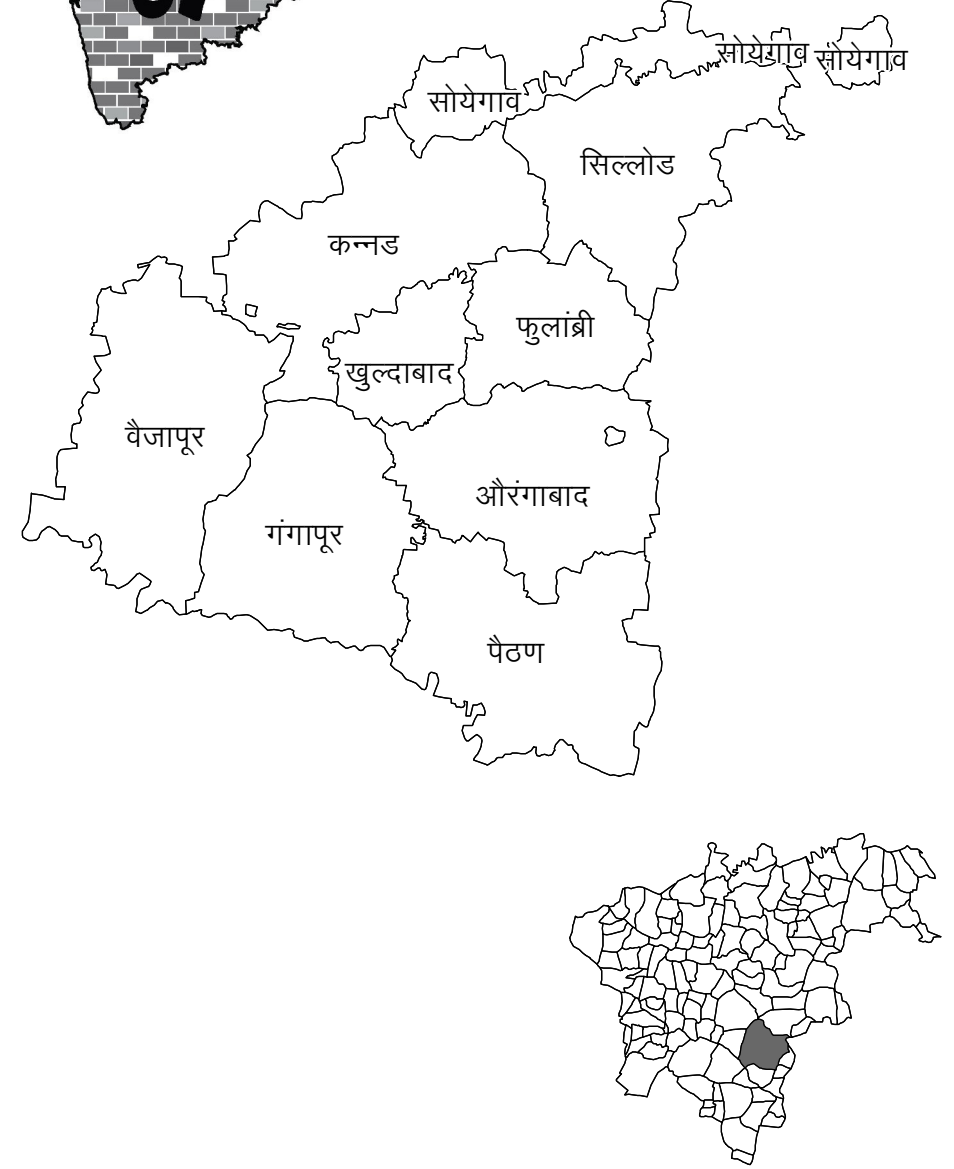 सोयेगाव सोयेगाव
सोयेगाव
सिल्लोड
कन्नड
फुलांब्री
खुल्दाबाद
वैजापूर
औरंगाबाद
गंगापूर
पैठण